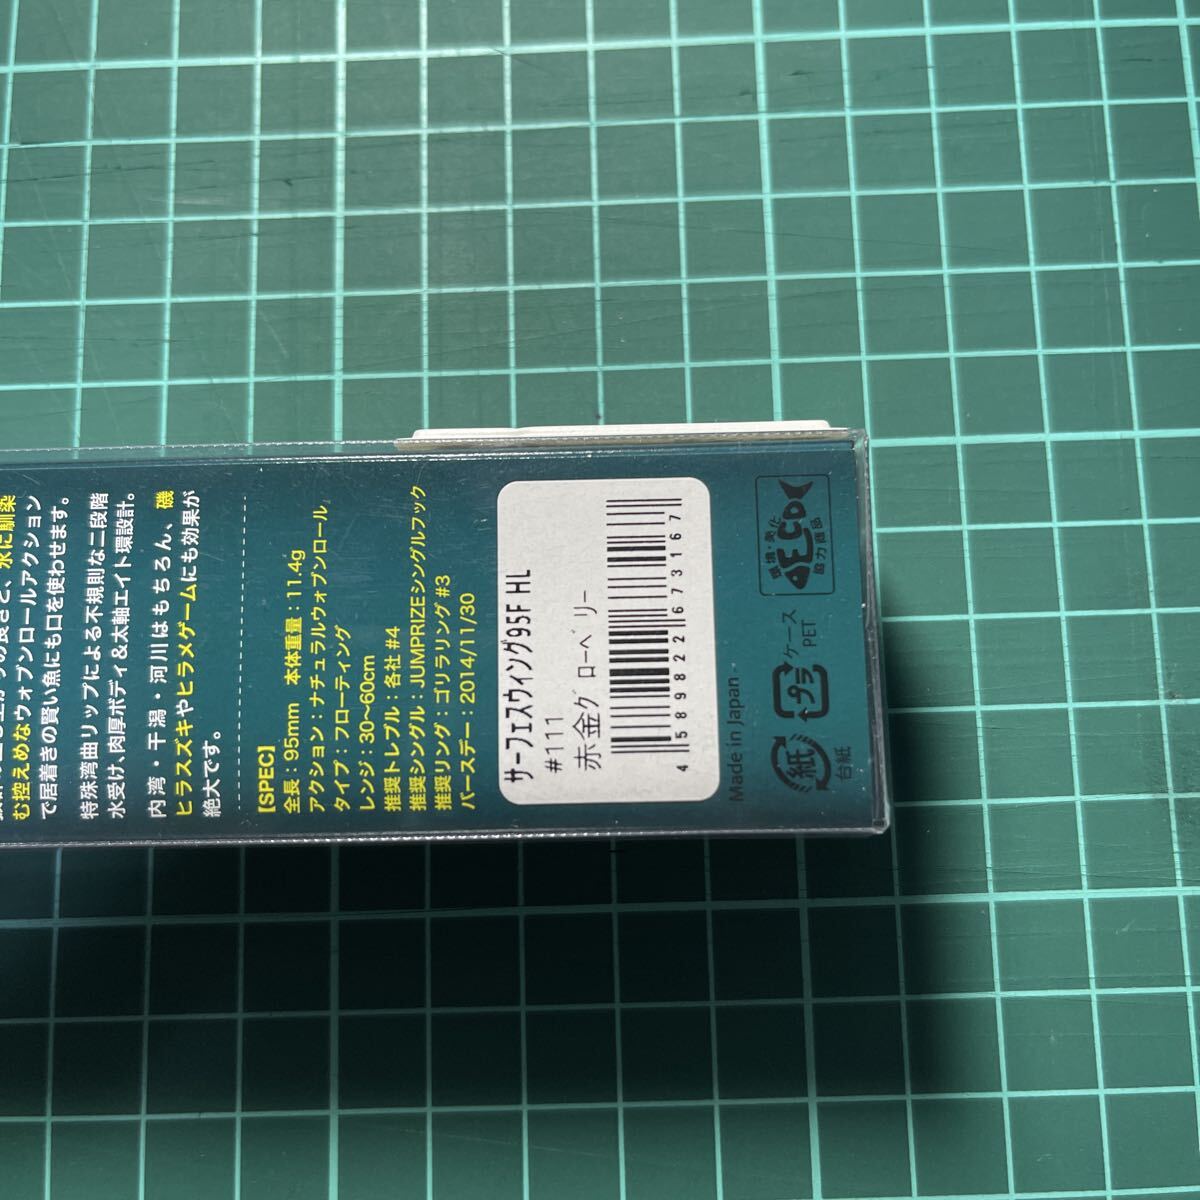 む控えめなウォブンロールアクション
で居着きの賢い魚にも口を使わせます。
特殊湾曲リップによる不規則な二段階
水受け、肉厚ボディ&太軸エイト環設計。
内湾・干潟・河川はもちろん、磯
ヒラスズキやヒラメゲームにも効果が
絶大です。
[SPEC]
全長:95mm 本体重量:11.4g
アクション:ナチュラルウォブンロール
タイプ:フローティング
レンジ:30〜60cm
推奨トレブル:各社 #4
推奨シングル:JUMPRIZEシングルフック
推奨リング:ゴリラリング #3
バースデー:2014/11/30
サーフェスウィング95F HL
#111
赤金グローベリー
4589822673167
Made in Japan
環境・美化
DECO
協力商品
紙
台紙
プラ
ケース
PET